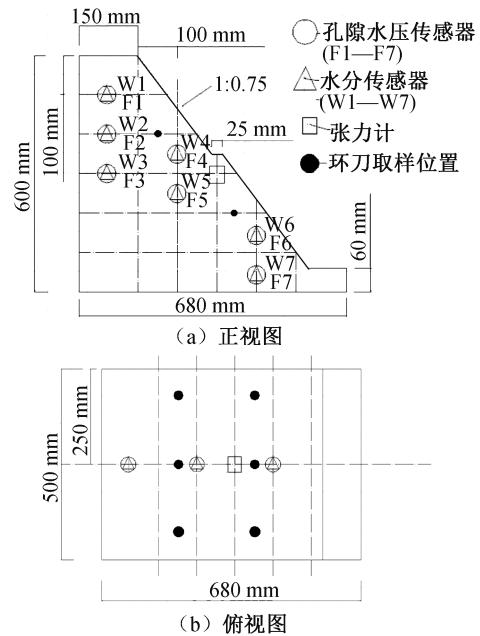 150 mm
100 mm
孔隙水压传感器
(F1—F7)
水分传感器
(W1—W7)
张力计
环刀取样位置
1:0.75
25 mm
600 mm
100 mm
W1
F1
W2
F2
W3
F3
W4
F4
W5
F5
W6
F6
W7
F7
60 mm
680 mm
(a) 正视图
500 mm
250 mm
680 mm
(b) 俯视图